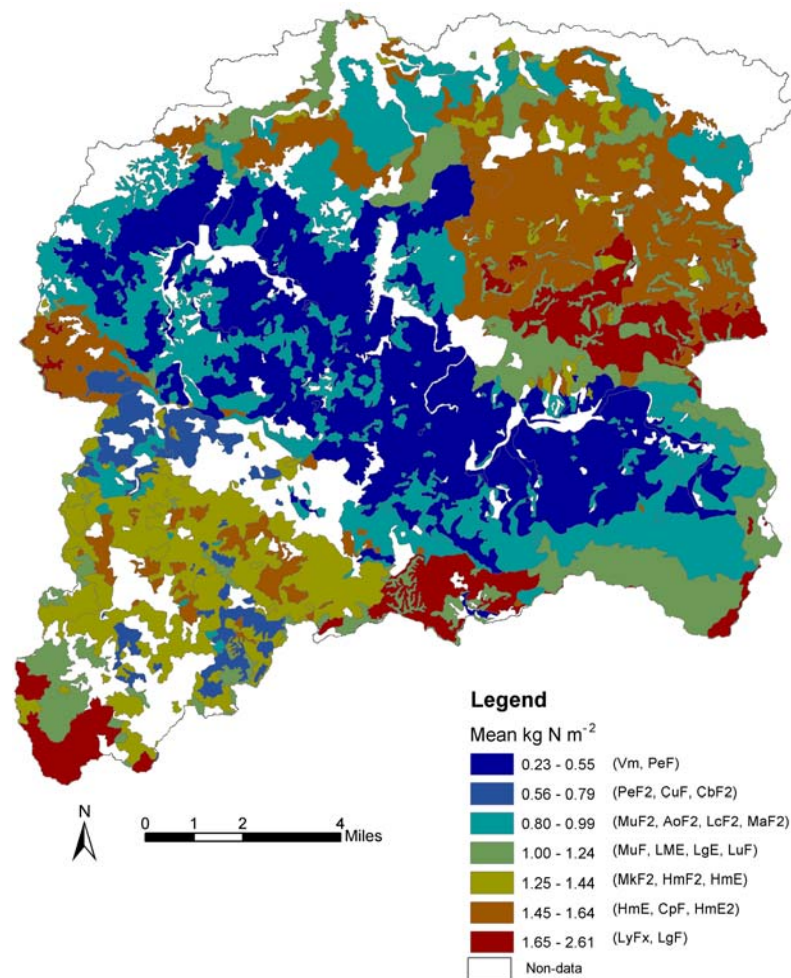 Legend
Mean kg N m⁻²
0.23 - 0.55 (Vm, PeF)
0.56 - 0.79 (PeF2, CuF, CbF2)
0.80 - 0.99 (MuF2, AoF2, LcF2, MaF2)
1.00 - 1.24 (MuF, LME, LgE, LuF)
1.25 - 1.44 (MkF2, HmF2, HmE)
1.45 - 1.64 (HmE, CpF, HmE2)
1.65 - 2.61 (LyFx, LgF)
Non-data
N
0 1 2 4
Miles